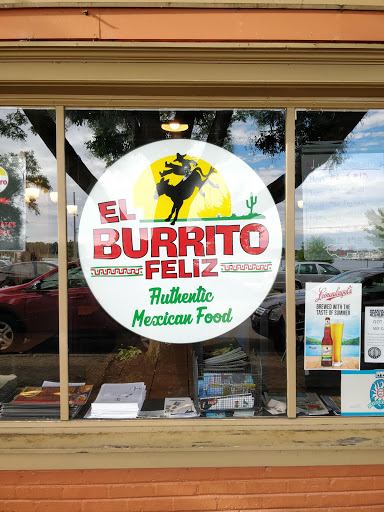 EL
BURRITO
FELIZ
Authentic
Mexican Food
Leinenkugel's
BREWED WITH THE
TASTE OF SUMMER